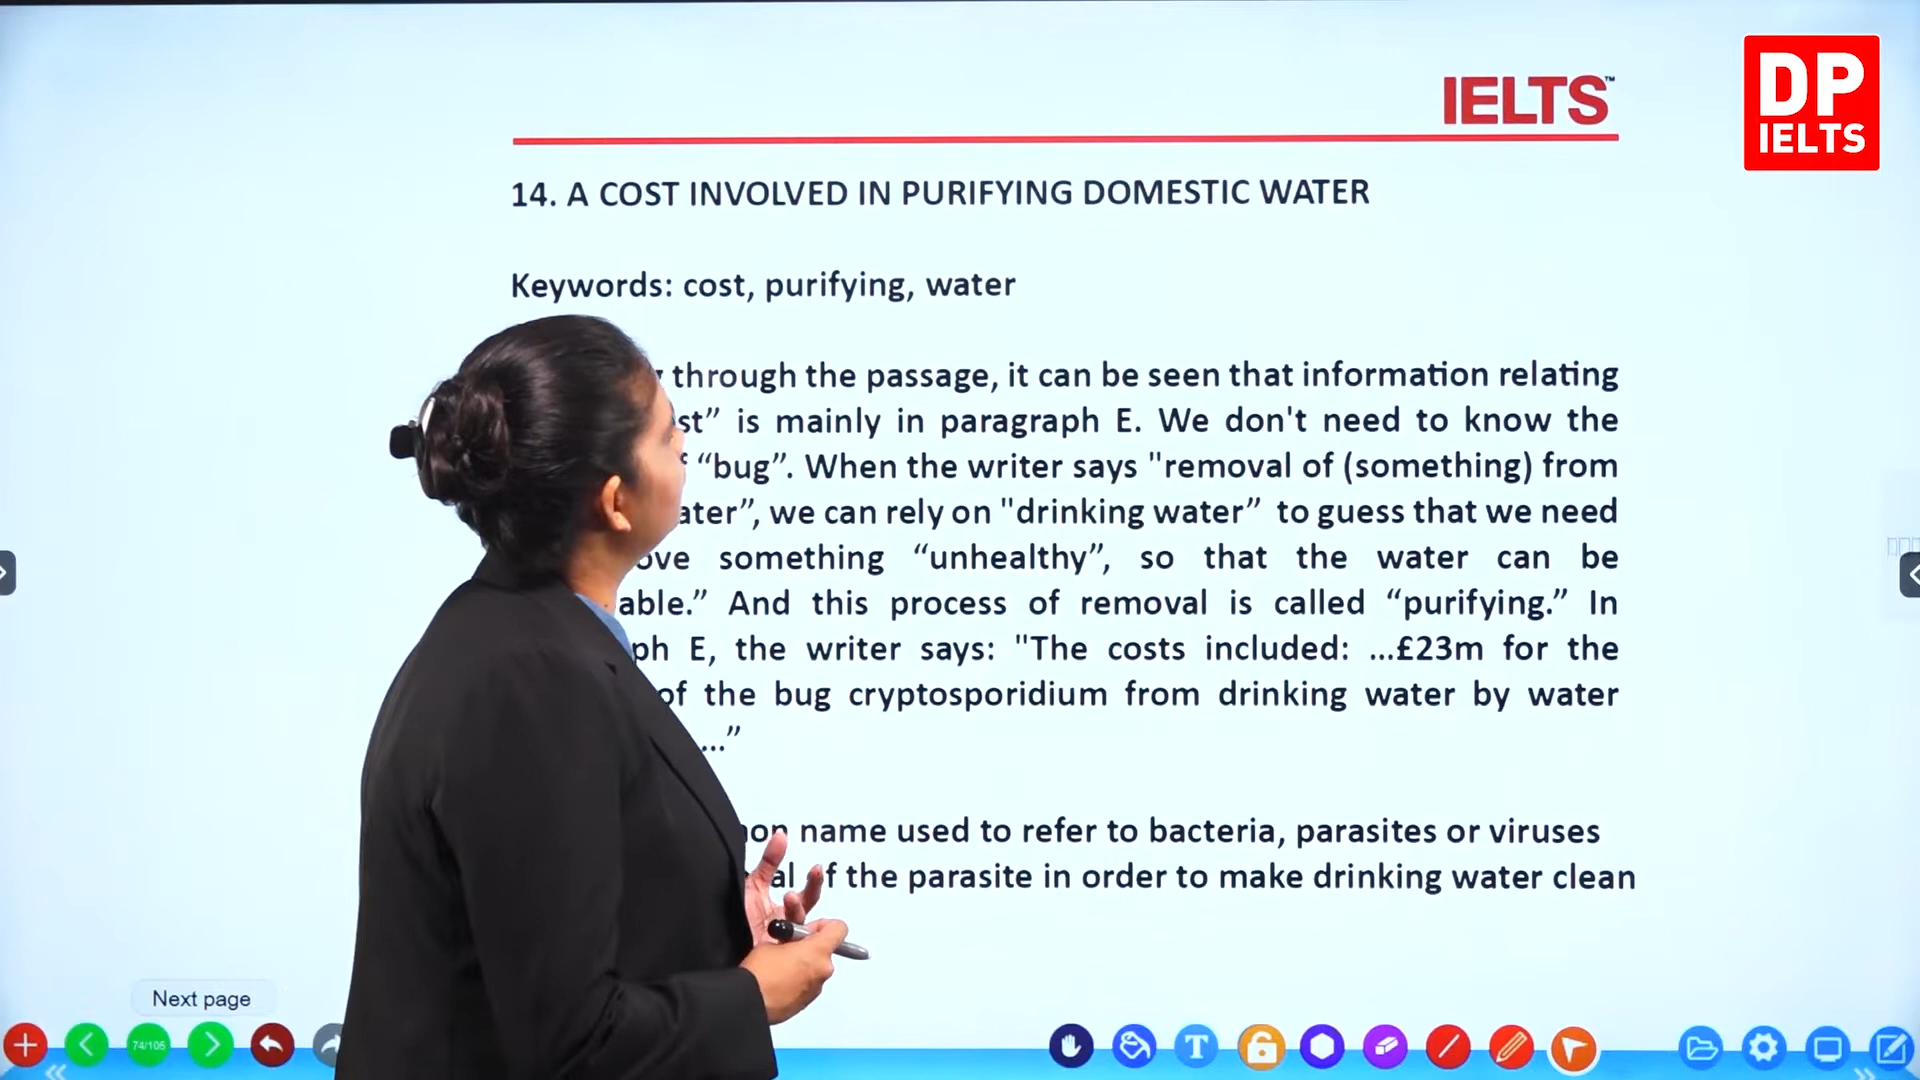 IELTS™
DP
IELTS
14. A COST INVOLVED IN PURIFYING DOMESTIC WATER
Keywords: cost, purifying, water
through the passage, it can be seen that information relating
st” is mainly in paragraph E. We don't need to know the
“bug”. When the writer says "removal of (something) from
ater”, we can rely on "drinking water” to guess that we need
ove something “unhealthy”, so that the water can be
able.” And this process of removal is called “purifying.” In
ph E, the writer says: "The costs included: ...£23m for the
of the bug cryptosporidium from drinking water by water
...”
name used to refer to bacteria, parasites or viruses
al of the parasite in order to make drinking water clean
Next page
74/105
T